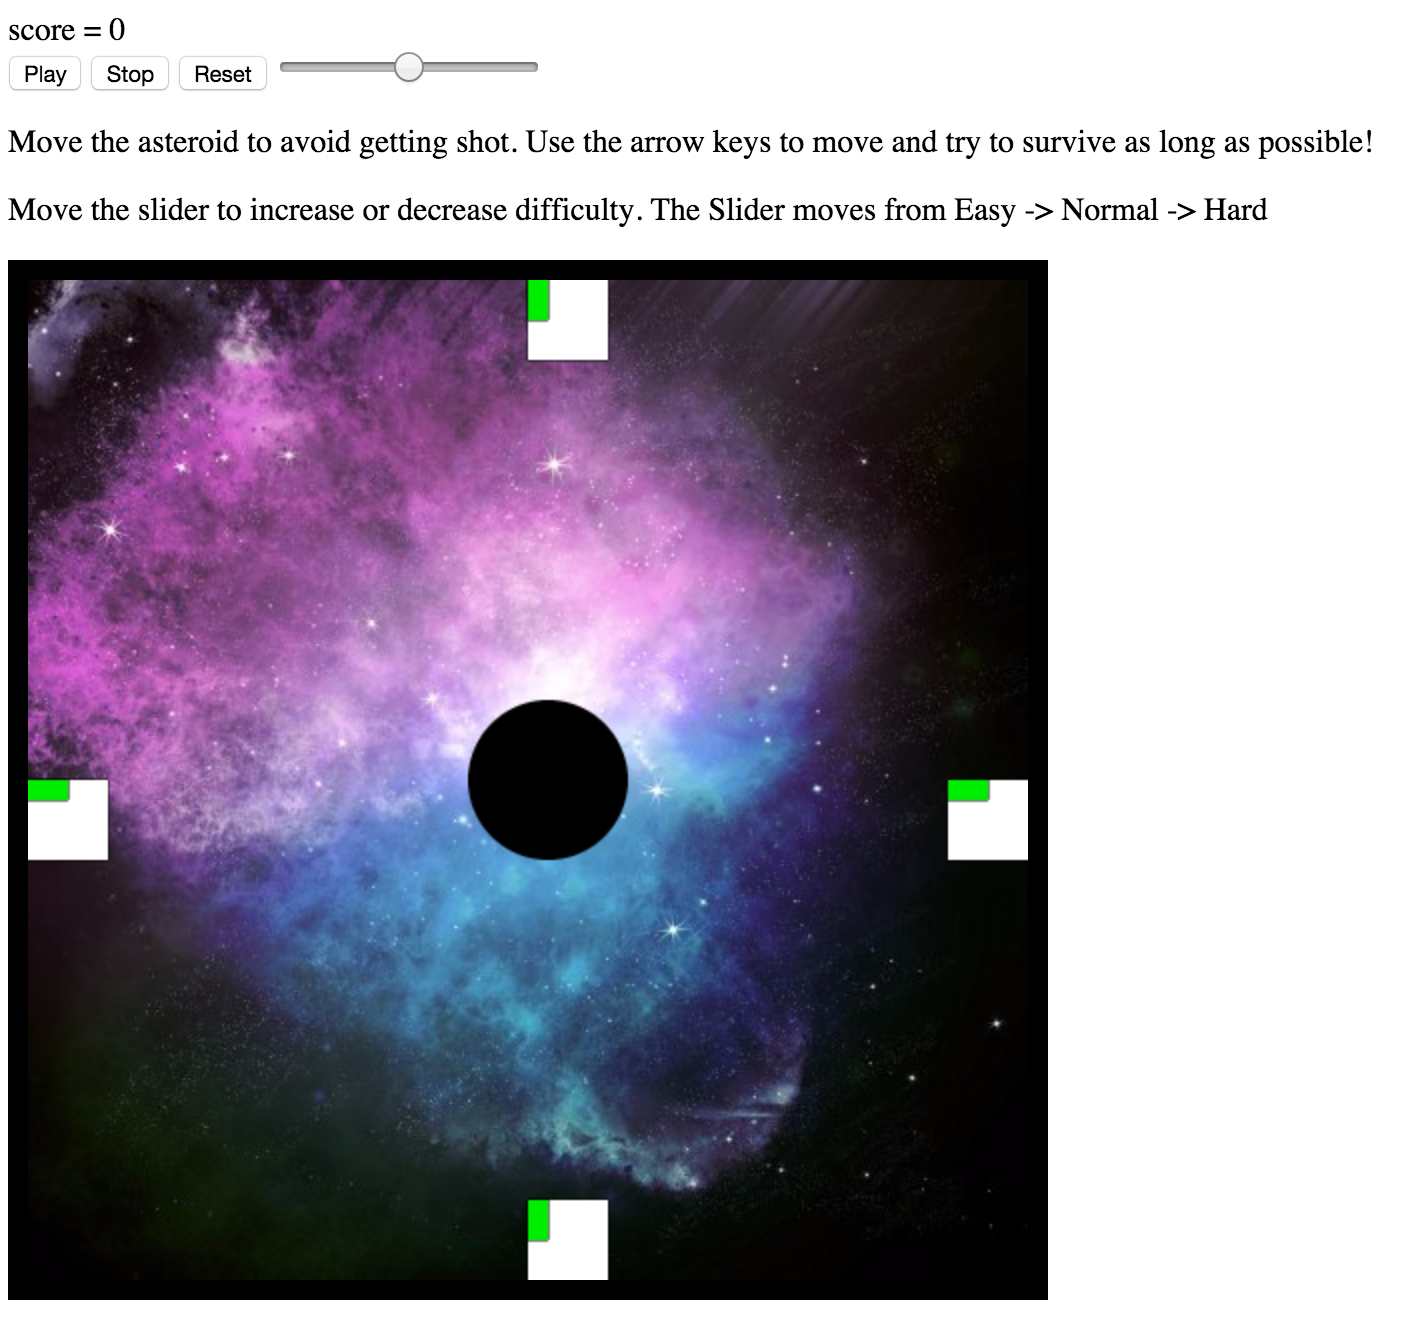 score = 0
Play Stop Reset
Move the asteroid to avoid getting shot. Use the arrow keys to move and try to survive as long as possible!
Move the slider to increase or decrease difficulty. The Slider moves from Easy -> Normal -> Hard